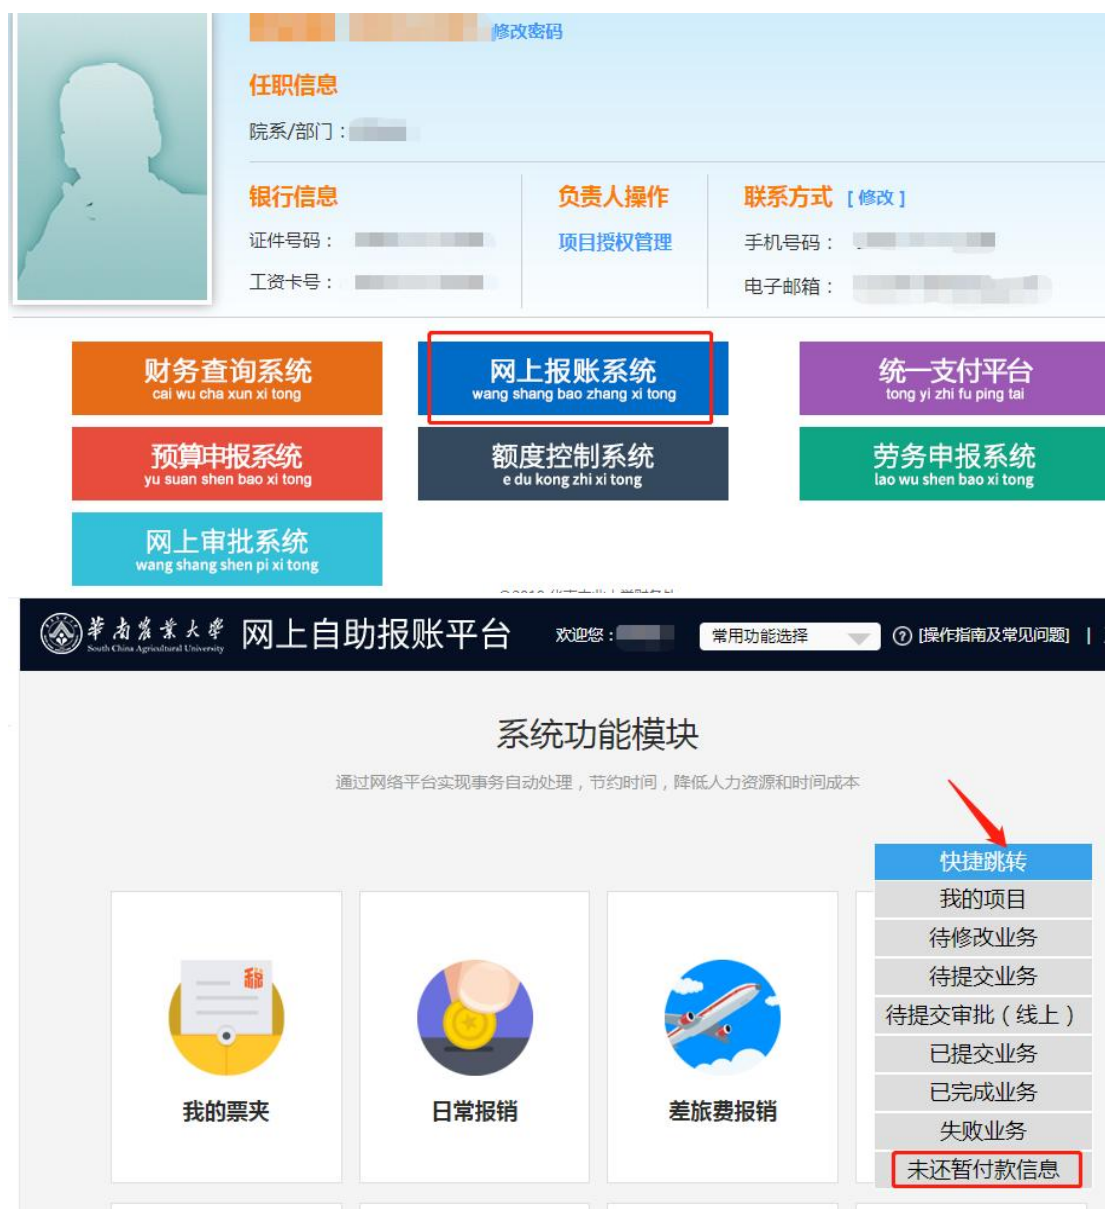 修改密码
任职信息
院系/部门：
银行信息
负责人操作
联系方式 [ 修改 ]
证件号码：
项目授权管理
手机号码：
工资卡号：
电子邮箱：
财务查询系统
cai wu cha xun xi tong
网上报账系统
wang shang bao zhang xi tong
统一支付平台
tong yi zhi fu ping tai
预算申报系统
yu suan shen bao xi tong
额度控制系统
e du kong zhi xi tong
劳务申报系统
lao wu shen bao xi tong
网上审批系统
wang shang shen pi xi tong
華南农業大學
South China Agricultural University
网上自助报账平台
欢迎您：
常用功能选择
? [操作指南及常见问题] |
系统功能模块
通过网络平台实现事务自动处理，节约时间，降低人力资源和时间成本
快捷跳转
我的项目
待修改业务
待提交业务
待提交审批（线上）
已提交业务
已完成业务
失败业务
未还暂付款信息
税
我的票夹
日常报销
差旅费报销